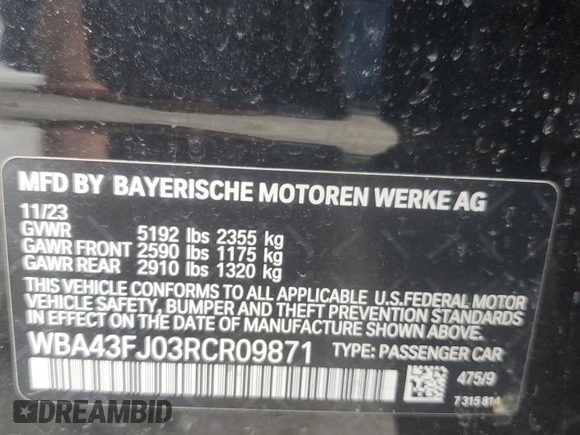 MFD BY BAYERISCHE MOTOREN WERKE AG
11/23
GVWR 5192 lbs 2355 kg
GAWR FRONT 2590 lbs 1175 kg
GAWR REAR 2910 lbs 1320 kg
THIS VEHICLE CONFORMS TO ALL APPLICABLE U.S.FEDERAL MOTOR
VEHICLE SAFETY, BUMPER AND THEFT PREVENTION STANDARDS
IN EFFECT ON THE DATE OF MANUFACTURE SHOWN ABOVE.
WBA43FJ03RCR09871 TYPE: PASSENGER CAR
475/9
7 315 814
DREAMBID